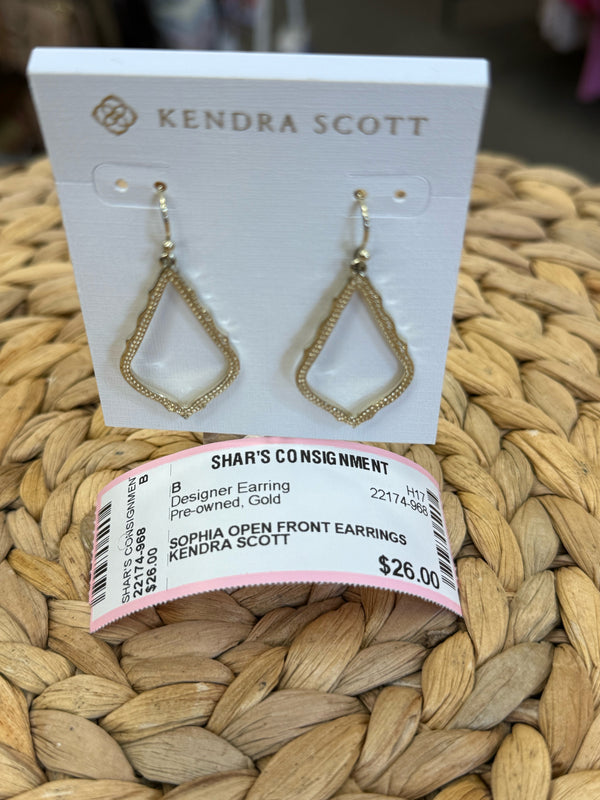 KENDRA SCOTT
SHAR'S CONSIGNMENT
B
Designer Earring
Pre-owned, Gold
H17
22174-968
SOPHIA OPEN FRONT EARRINGS
KENDRA SCOTT
$26.00
SHAR'S CONSIGNMEN
B
22174-968
$26.00